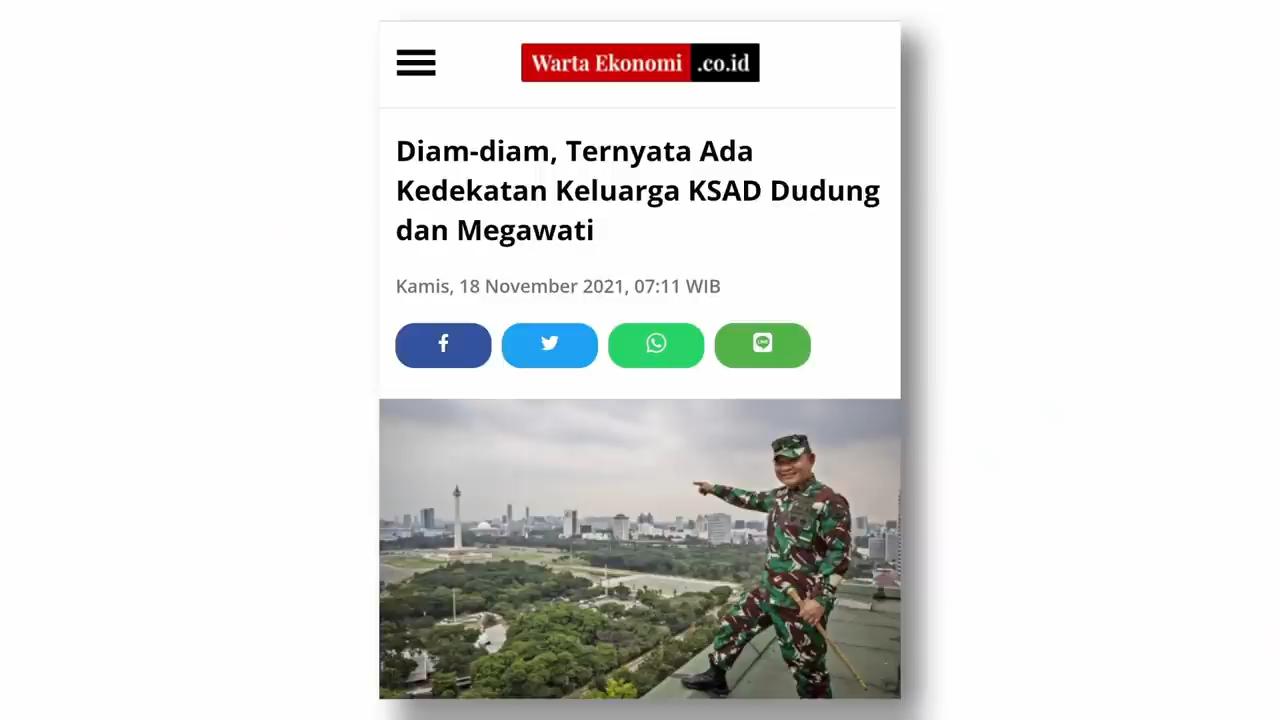 Warta Ekonomi .co.id
Diam-diam, Ternyata Ada
Kedekatan Keluarga KSAD Dudung
dan Megawati
Kamis, 18 November 2021, 07:11 WIB